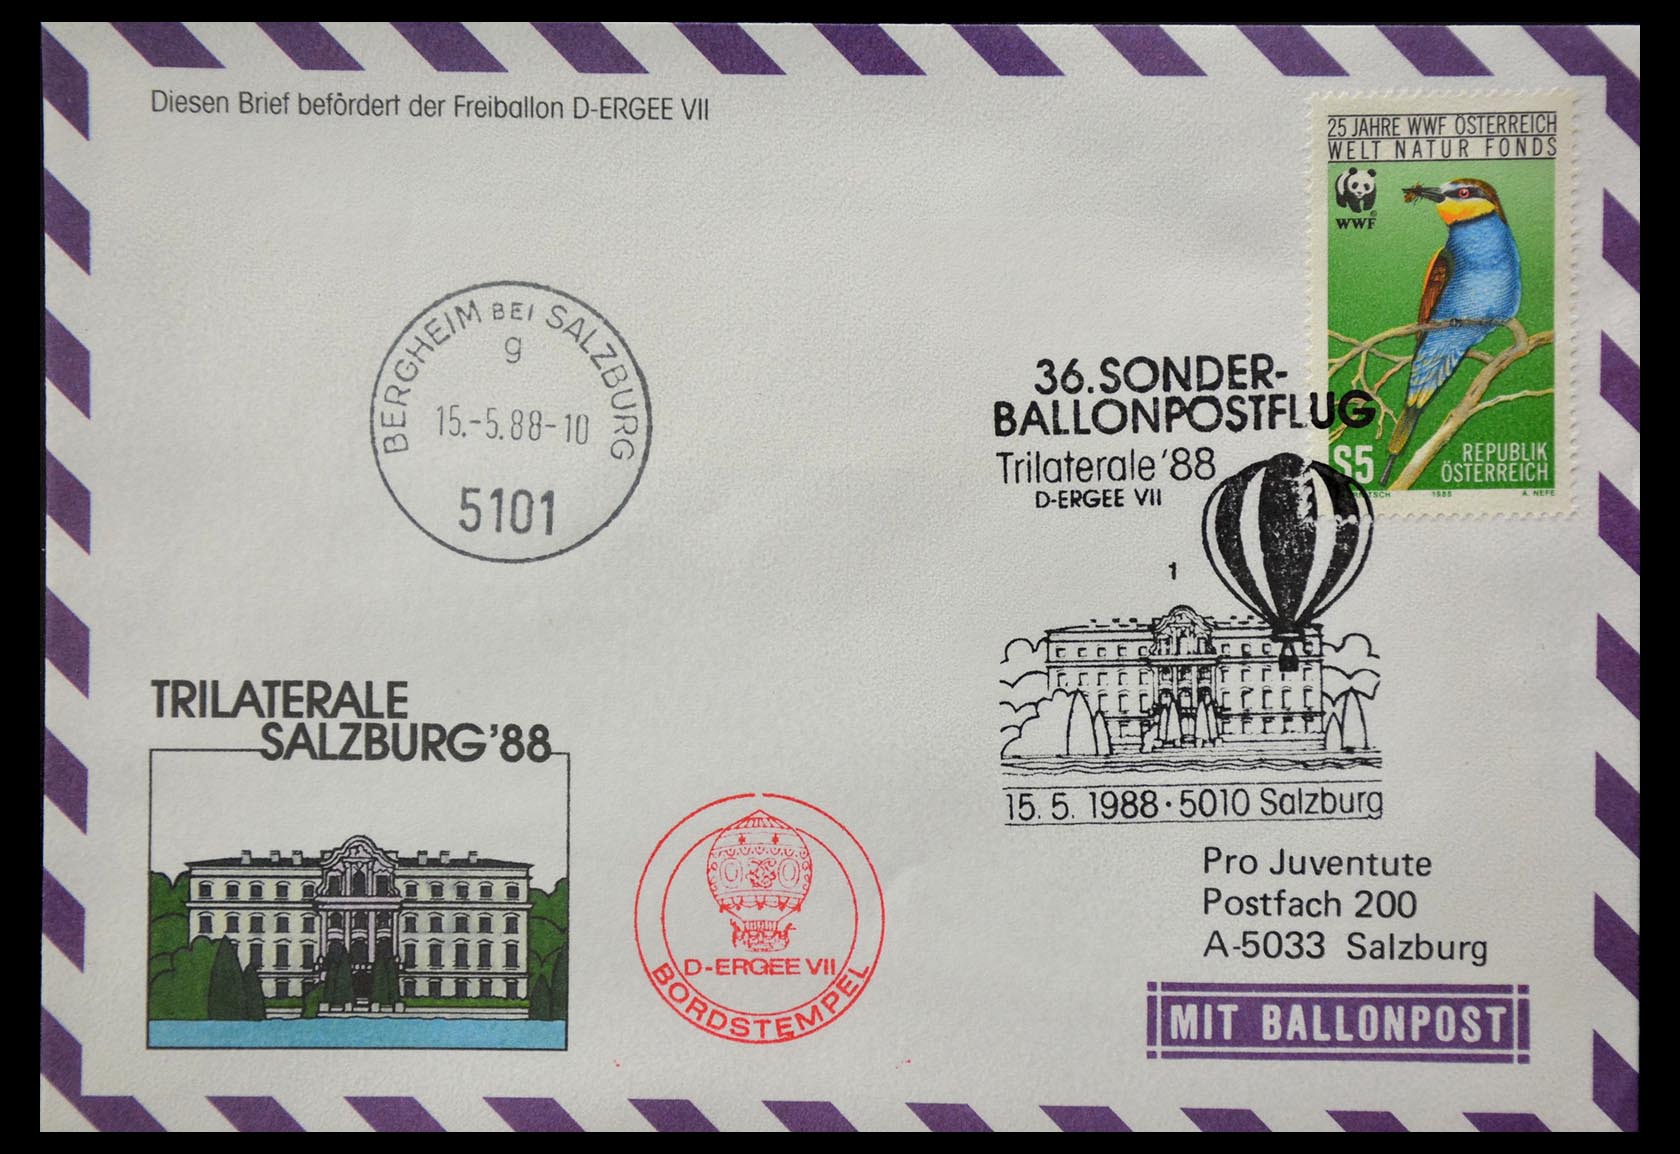 Diesen Brief befördert der Freiballon D-ERGEE VII
25 JAHRE WWF ÖSTERREICH
WELT NATUR FONDS
WWF
S5
REPUBLIK
ÖSTERREICH
1988
A. NEFE
BERGHEIM BEI SALZBURG
g
15.-5.88-10
5101
36.SONDER-
BALLONPOSTFLUG
Trilaterale '88
D-ERGEE VII
1
15. 5. 1988 · 5010 Salzburg
TRILATERALE
SALZBURG'88
D-ERGEE VII
BORDSTEMPEL
Pro Juventute
Postfach 200
A-5033 Salzburg
MIT BALLONPOST